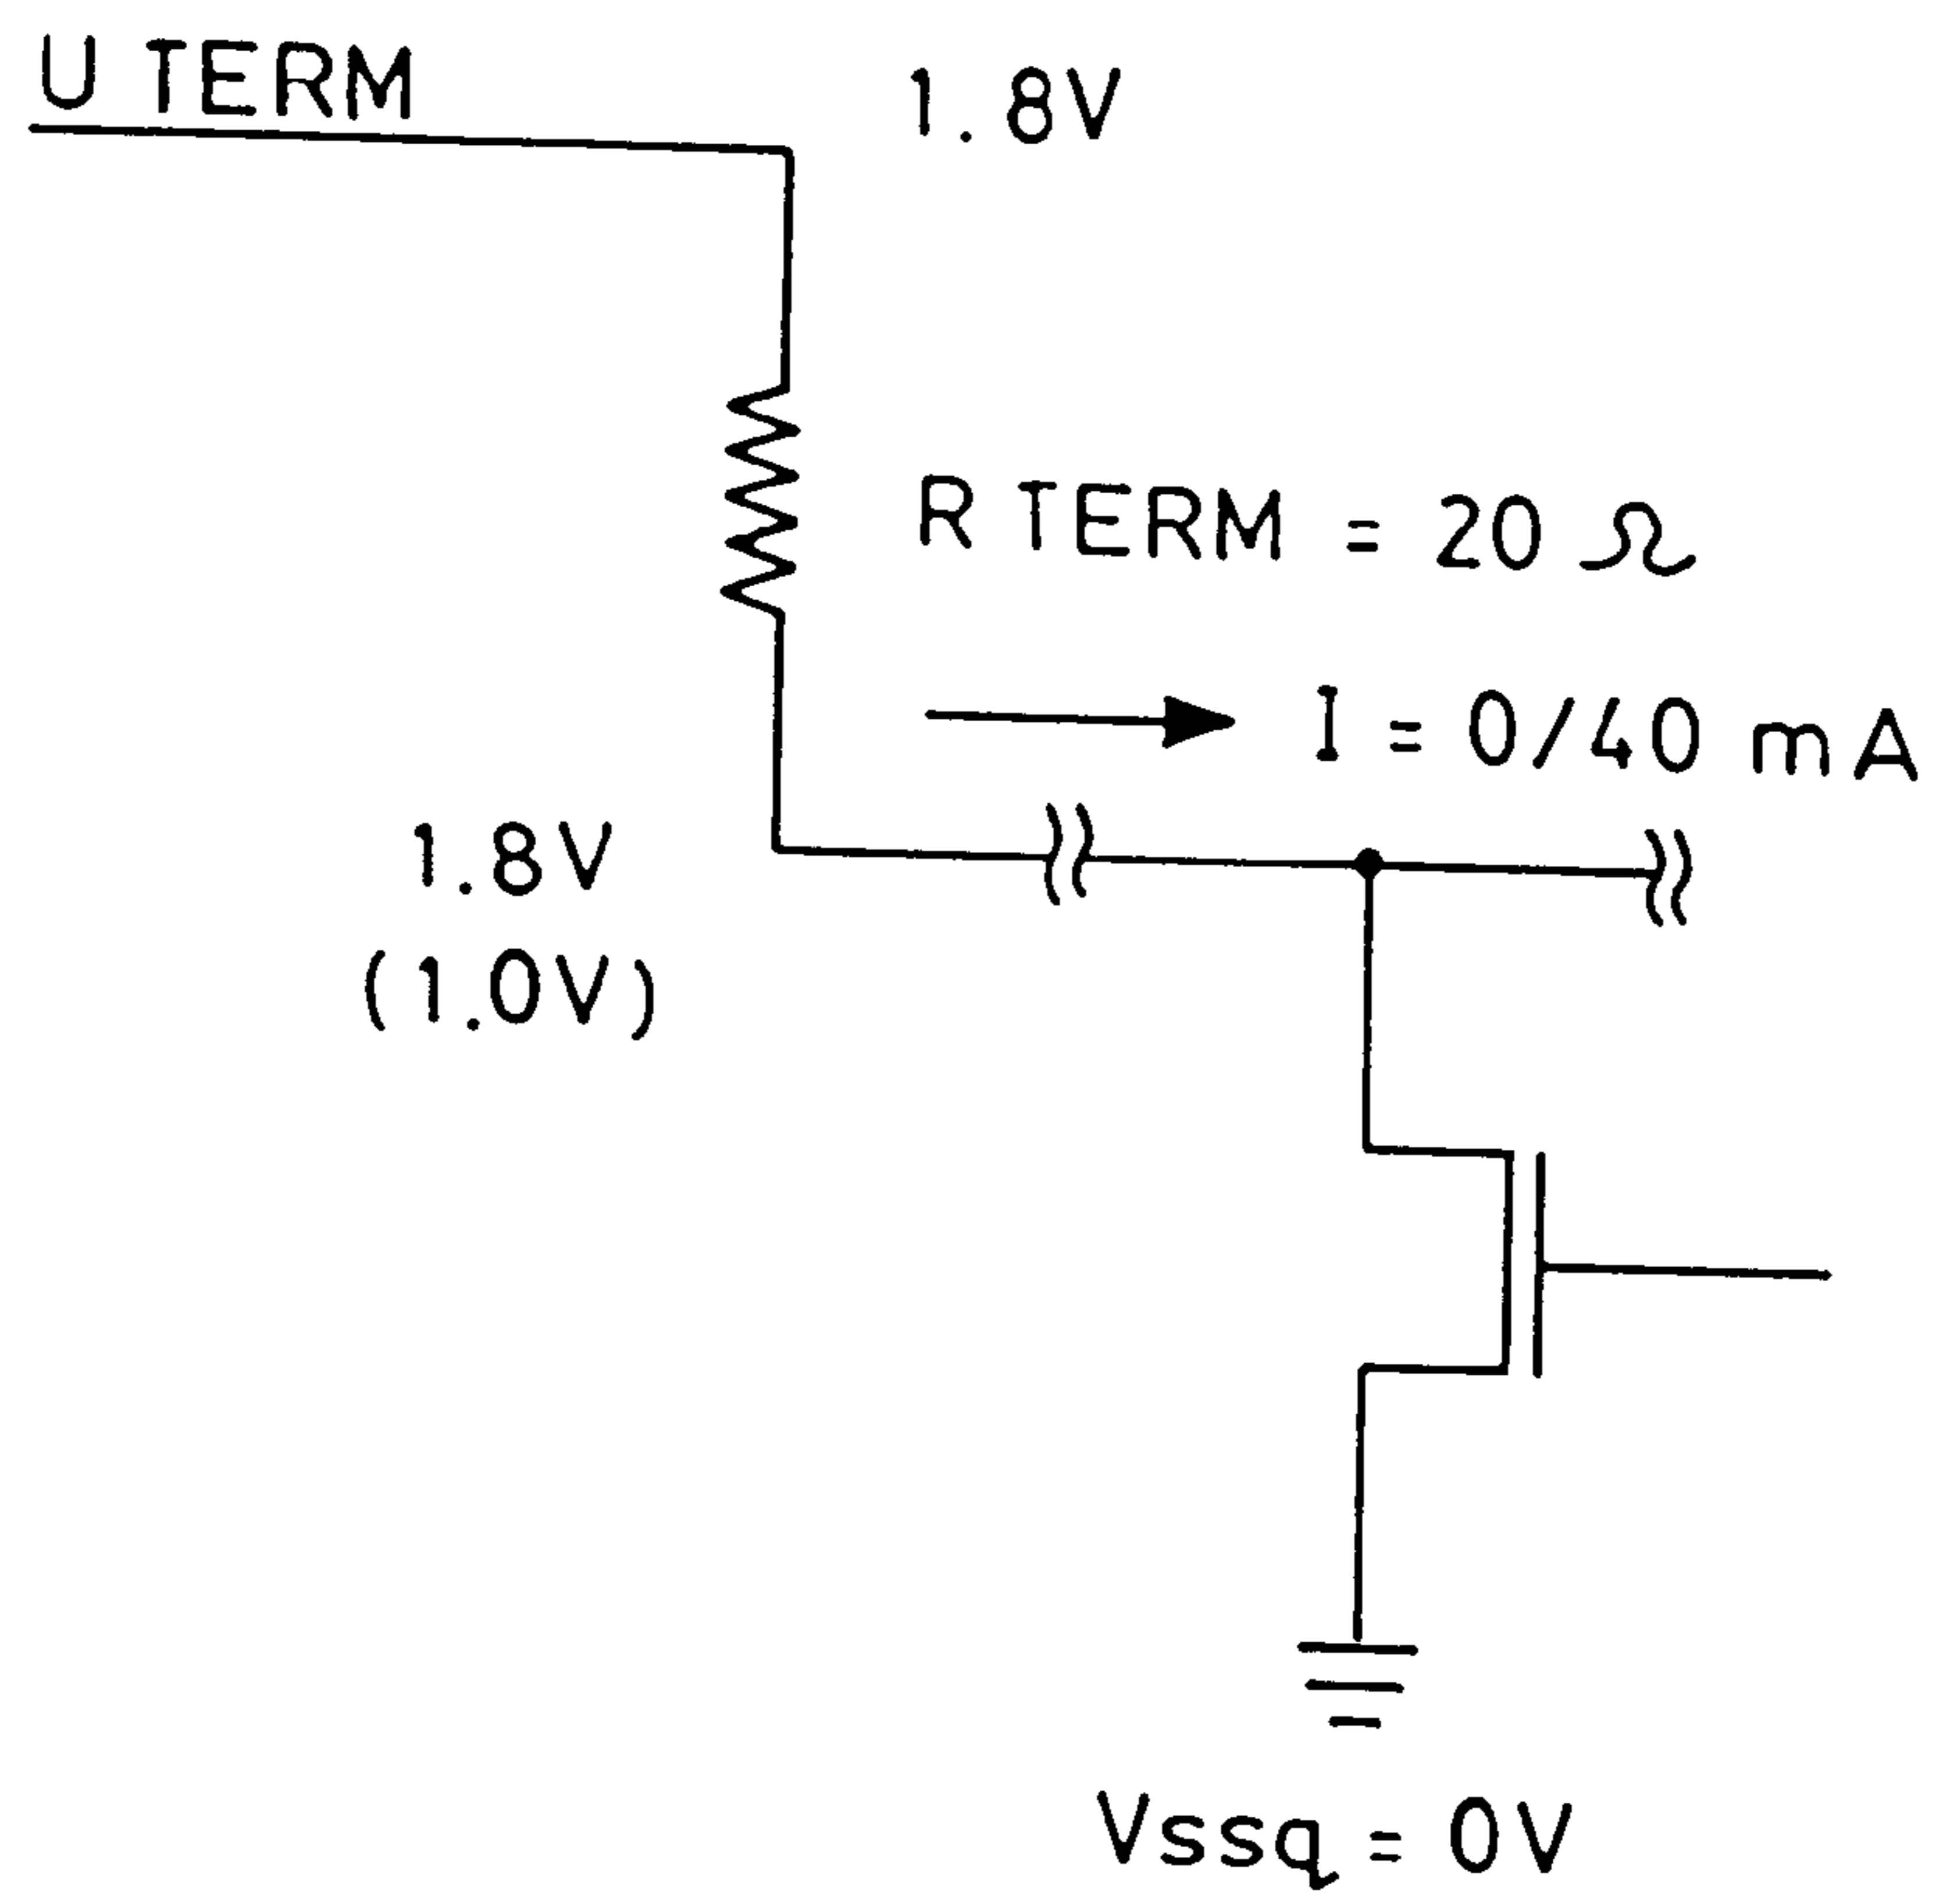 U TERM
1.8V
R TERM = 20 Ω
I = 0/40 mA
1.8V
(1.0V)
Vssq = 0V